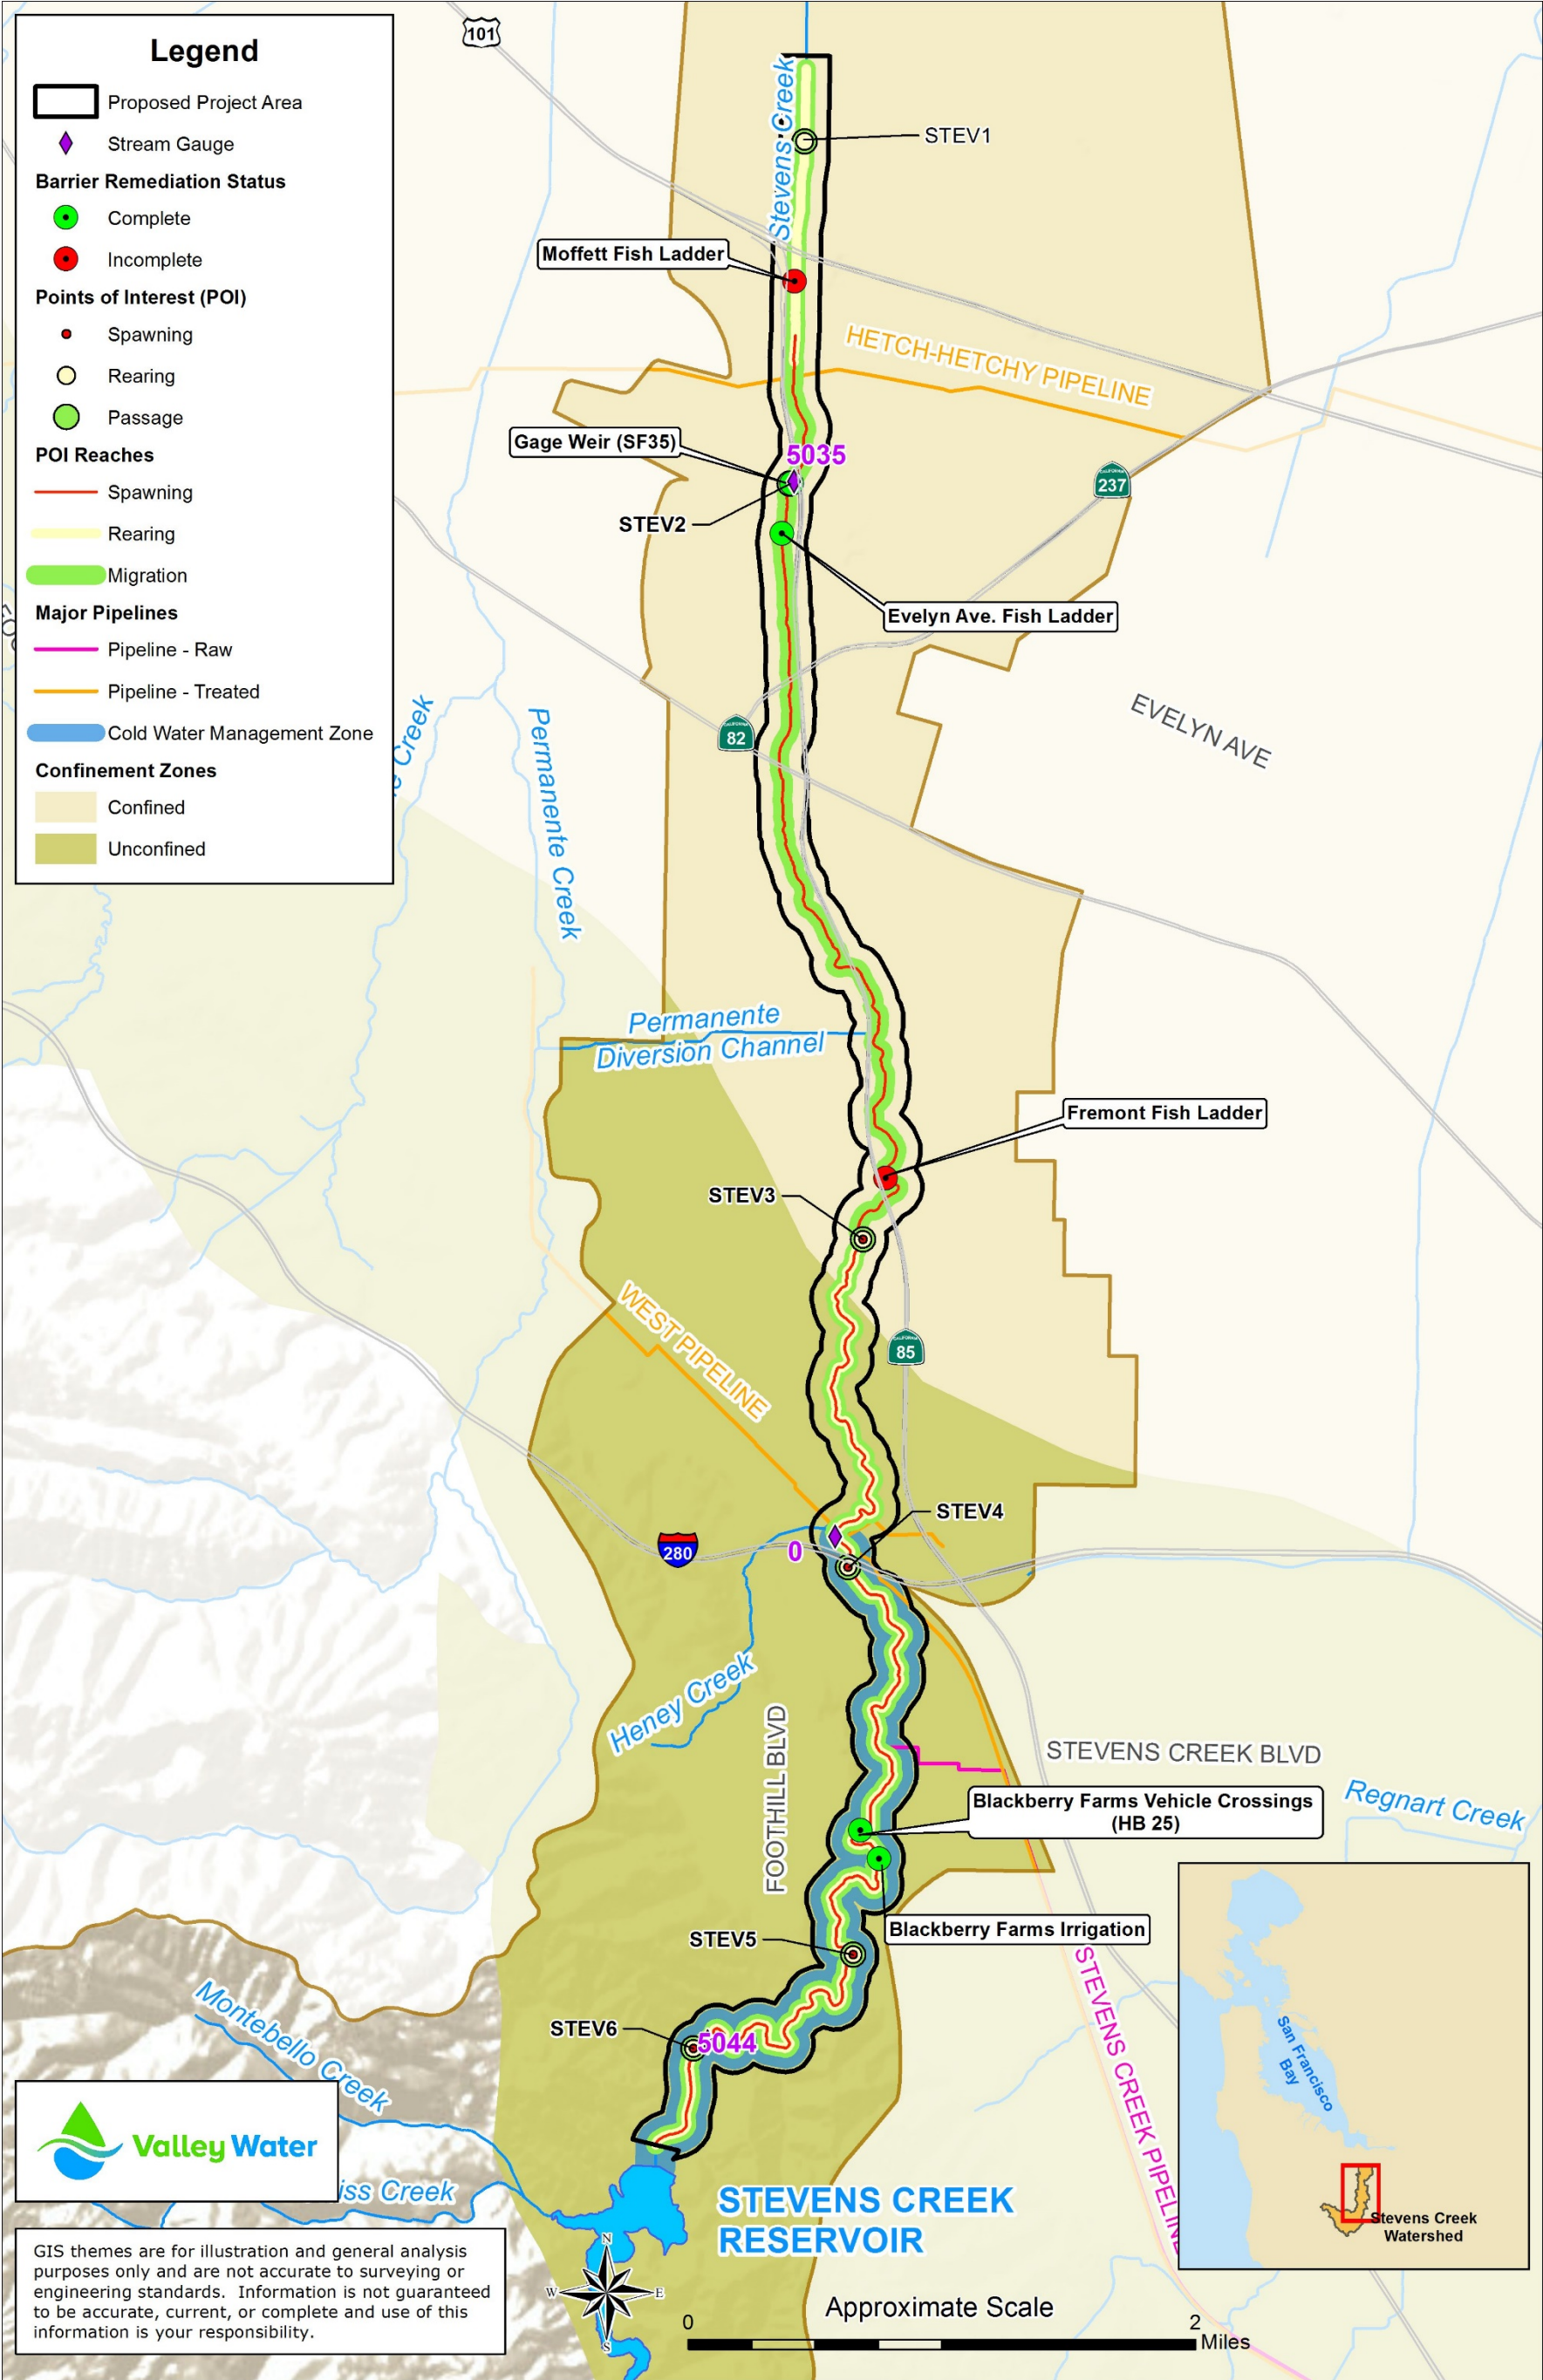 Legend
Proposed Project Area
Stream Gauge
Barrier Remediation Status
Complete
Incomplete
Points of Interest (POI)
Spawning
Rearing
Passage
POI Reaches
Spawning
Rearing
Migration
Major Pipelines
Pipeline - Raw
Pipeline - Treated
Cold Water Management Zone
Confinement Zones
Confined
Unconfined
101
Stevens Creek
STEV1
Moffett Fish Ladder
HETCH-HETCHY PIPELINE
Gage Weir (SF35)
5035
CALIFORNIA
237
STEV2
Evelyn Ave. Fish Ladder
EVELYN AVE
CALIFORNIA
82
Creek
Permanente Creek
Permanente
Diversion Channel
Fremont Fish Ladder
STEV3
WEST PIPELINE
CALIFORNIA
85
STEV4
280
0
Heney Creek
FOOTHILL BLVD
STEVENS CREEK BLVD
Blackberry Farms Vehicle Crossings
(HB 25)
Regnart Creek
Blackberry Farms Irrigation
STEV5
STEV6
5044
Montebello Creek
STEVENS CREEK PIPELINE
San Francisco
Bay
Stevens Creek
Watershed
Valley Water
iss Creek
STEVENS CREEK
RESERVOIR
GIS themes are for illustration and general analysis
purposes only and are not accurate to surveying or
engineering standards. Information is not guaranteed
to be accurate, current, or complete and use of this
information is your responsibility.
N
W
E
S
Approximate Scale
0
2
Miles